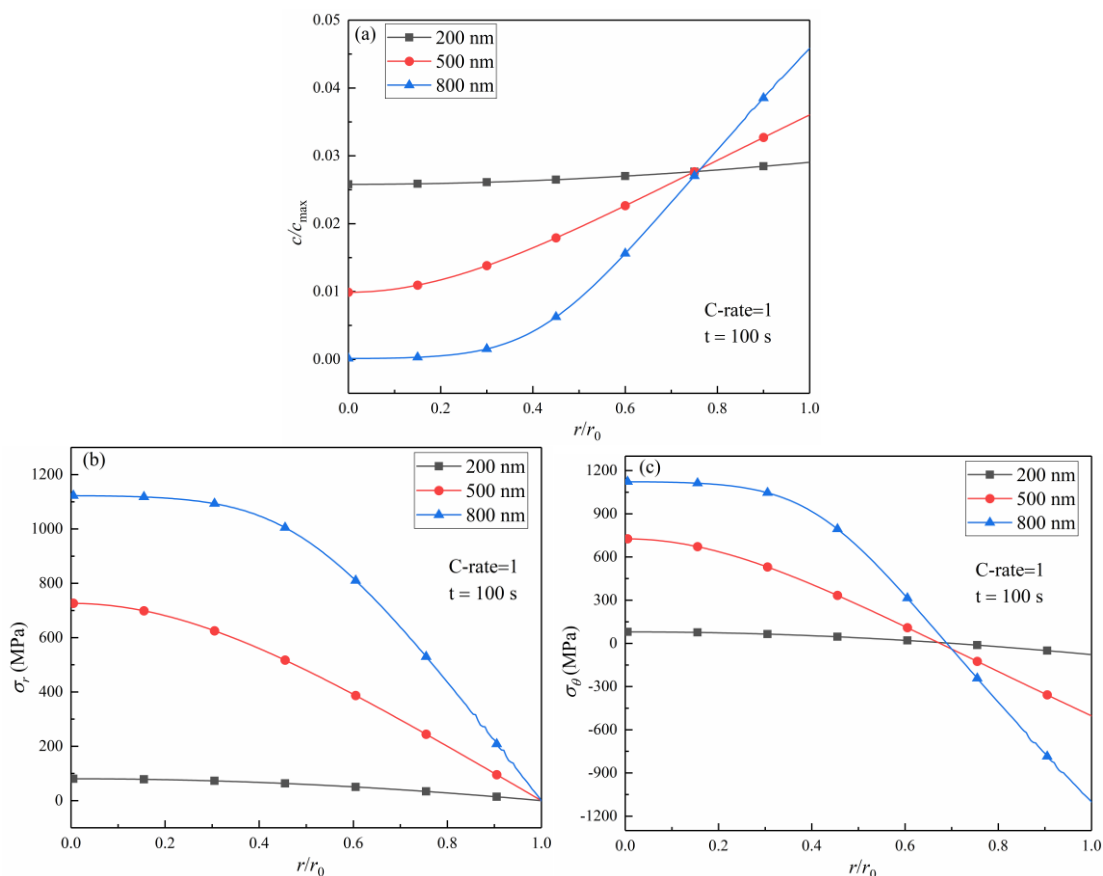 (a)
200 nm
500 nm
800 nm
0.05
0.04
0.03
0.02
0.01
0.00
c/cmax
C-rate=1
t = 100 s
0.0 0.2 0.4 0.6 0.8 1.0
r/r0
(b)
200 nm
500 nm
800 nm
1200
1000
800
600
400
200
0
σr (MPa)
C-rate=1
t = 100 s
0.0 0.2 0.4 0.6 0.8 1.0
r/r0
(c)
200 nm
500 nm
800 nm
1200
900
600
300
0
-300
-600
-900
-1200
σθ (MPa)
C-rate=1
t = 100 s
0.0 0.2 0.4 0.6 0.8 1.0
r/r0